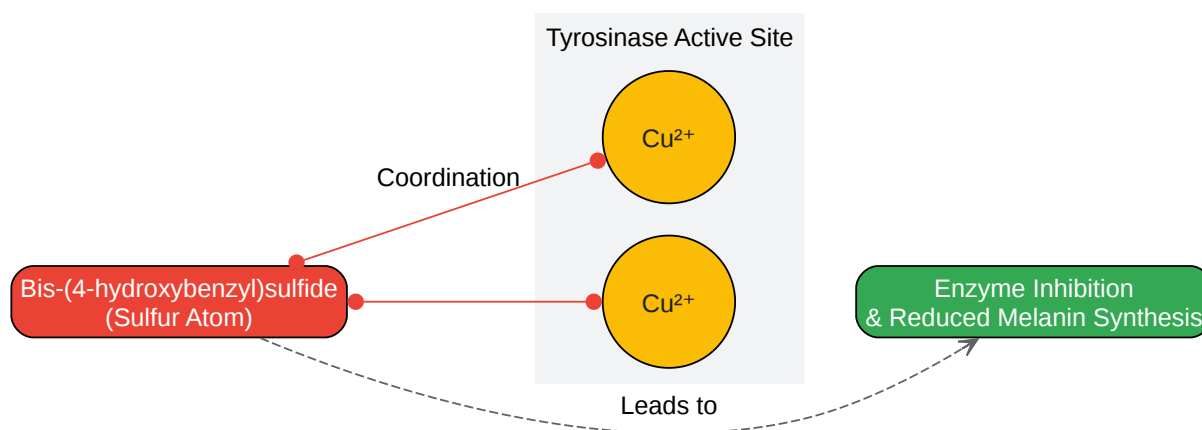 Tyrosinase Active Site
Cu²⁺
Coordination
Bis-(4-hydroxybenzyl)sulfide
(Sulfur Atom)
Cu²⁺
Enzyme Inhibition
& Reduced Melanin Synthesis
Leads to